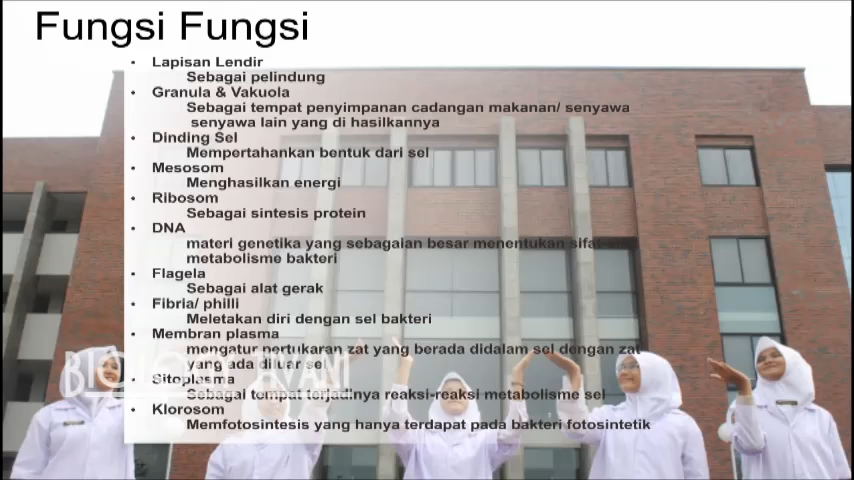 Fungsi Fungsi
• Lapisan Lendir
Sebagai pelindung
• Granula & Vakuola
Sebagai tempat penyimpanan cadangan makanan/ senyawa
senyawa lain yang di hasilkannya
• Dinding Sel
Mempertahankan bentuk dari sel
• Mesosom
Menghasilkan energi
• Ribosom
Sebagai sintesis protein
• DNA
materi genetika yang sebagaian besar menentukan
metabolisme bakteri
• Flagela
Sebagai alat gerak
• Fibria/ philli
Meletakan diri dengan sel bakteri
• Membran plasma
mengatur pertukaran zat yang berada didalam sel dengan zat
yang ada diluar sel
• Sitoplasma
Sebagai tempat terjadinya reaksi-reaksi metabolisme sel
• Klorosom
Memfotosintesis yang hanya terdapat pada bakteri fotosintetik